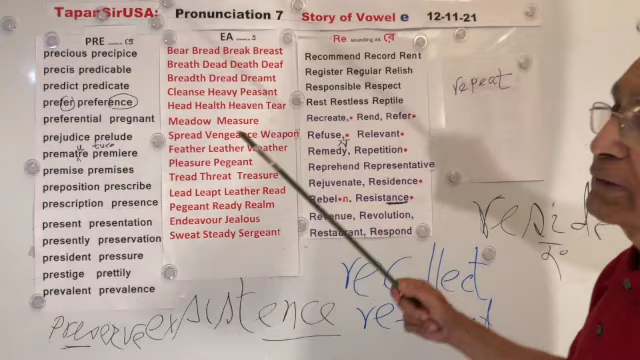 TaparSirUSA: Pronunciation 7 Story of Vowel e 12-11-21
PRE
precious precipice
precis predicable
predict predicate
prefer preference
preferential pregnant
prejudice prelude
ture
premature premiere
premise premises
preposition prescribe
prescription presence
present presentation
presently preservation
president pressure
prestige prettily
prevalent prevalence
EA
Bear Bread Break Breast
Breath Dead Death Deaf
Breadth Dread Dreamt
Cleanse Heavy Peasant
Head Health Heaven Tear
Meadow Measure
Spread Vengeance Weapon
Feather Leather Weather
Pleasure Pegeant
Tread Threat Treasure
Lead Leapt Leather Read
Pegeant Ready Realm
Endeavour Jealous
Sweat Steady Sergeant
Re sounding as রে
Recommend Record Rent
Register Regular Relish
Responsible Respect
Rest Restless Reptile
Recreate,• Rend, Refer•
Refuse,• Relevant•
Remedy, Repetition•
Reprehend Representative
Rejuvenate, Residence•
Rebel•n, Resistance•
Revenue, Revolution,
Restaurant, Respond
repeat
reside
recollect
Preserve existence